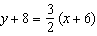 y + 8 = 3/2 (x + 6)